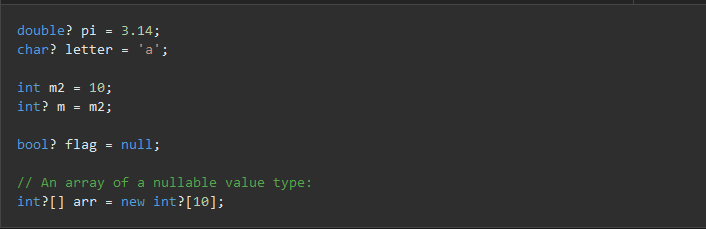 double? pi = 3.14;
char? letter = 'a';
int m2 = 10;
int? m = m2;
bool? flag = null;
// An array of a nullable value type:
int?[] arr = new int?[10];